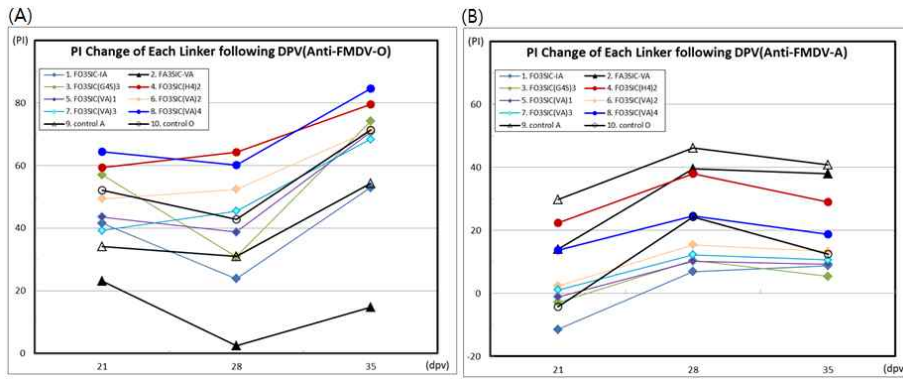 (A)
(PI)
PI Change of Each Linker following DPV(Anti-FMDV-O)
100
1. FO3SIC-IA
2. FA3SIC-VA
3. FO3SIC(G4S)3
4. FO3SIC(H4)2
5. FO3SIC(VA)1
6. FO3SIC(VA)2
7. FO3SIC(VA)3
8. FO3SIC(VA)4
9. control A
10. control O
80
60
40
20
0
21
28
35
(dpv)
(B)
(PI)
PI Change of Each Linker following DPV(Anti-FMDV-A)
80
1. FO3SIC-IA
2. FA3SIC-VA
3. FO3SIC(G4S)3
4. FO3SIC(H4)2
5. FO3SIC(VA)1
6. FO3SIC(VA)2
7. FO3SIC(VA)3
8. FO3SIC(VA)4
9. control A
10. control O
60
40
20
0
-20
21
28
35
(dpv)